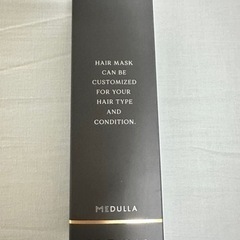 HAIR MASK
CAN BE
CUSTOMIZED
FOR YOUR
HAIR TYPE
AND
CONDITION.
MEDULLA